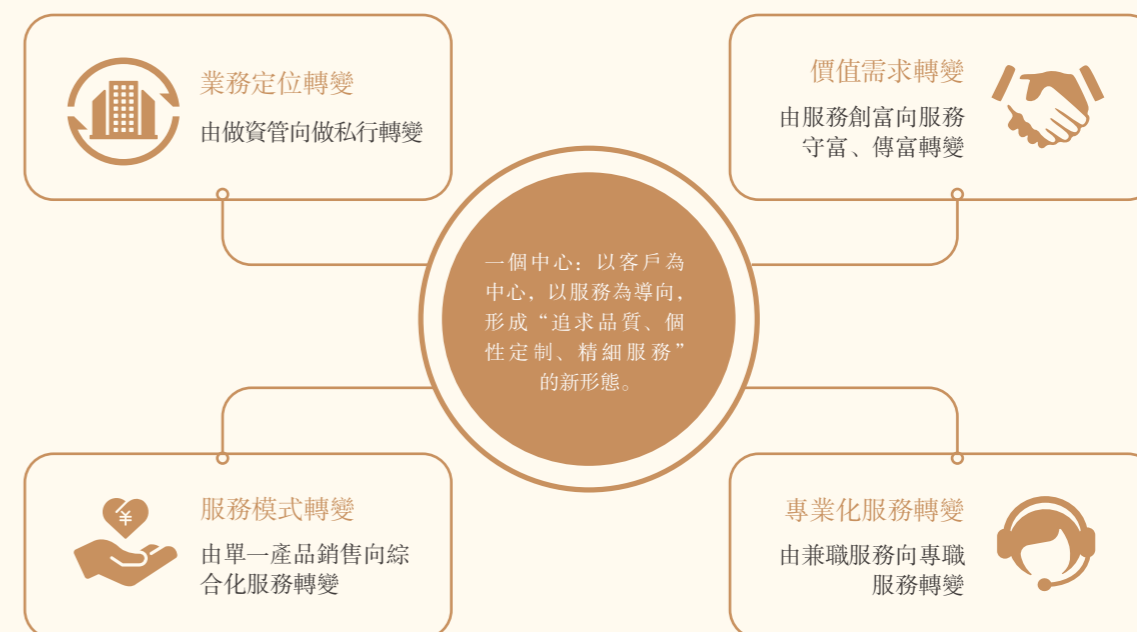 業務定位轉變
由做資管向做私行轉變
價值需求轉變
由服務創富向服務
守富、傳富轉變
一個中心：以客戶為
中心，以服務為導向，
形成“追求品質、個
性定制、精細服務”
的新形態。
服務模式轉變
由單一產品銷售向綜
合化服務轉變
專業化服務轉變
由兼職服務向專職
服務轉變
¥